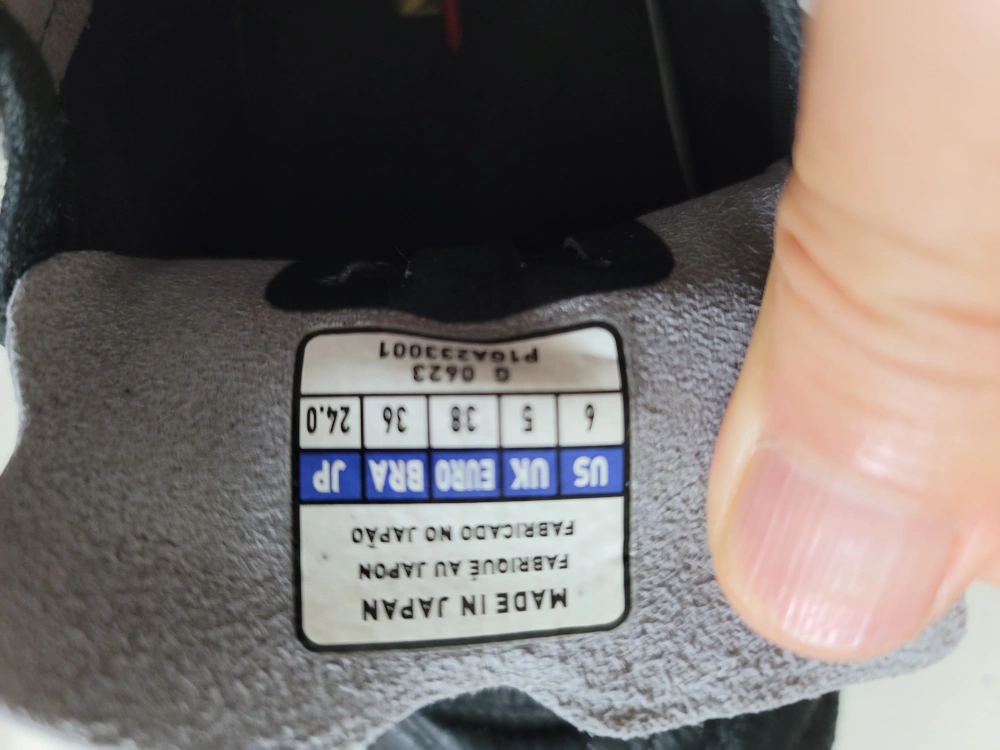 MADE IN JAPAN
FABRIQUÉ AU JAPON
FABRICADO NO JAPÃO
US UK EURO BRA JP
6 5 38 36 24.0
G 0623
P1GA233001